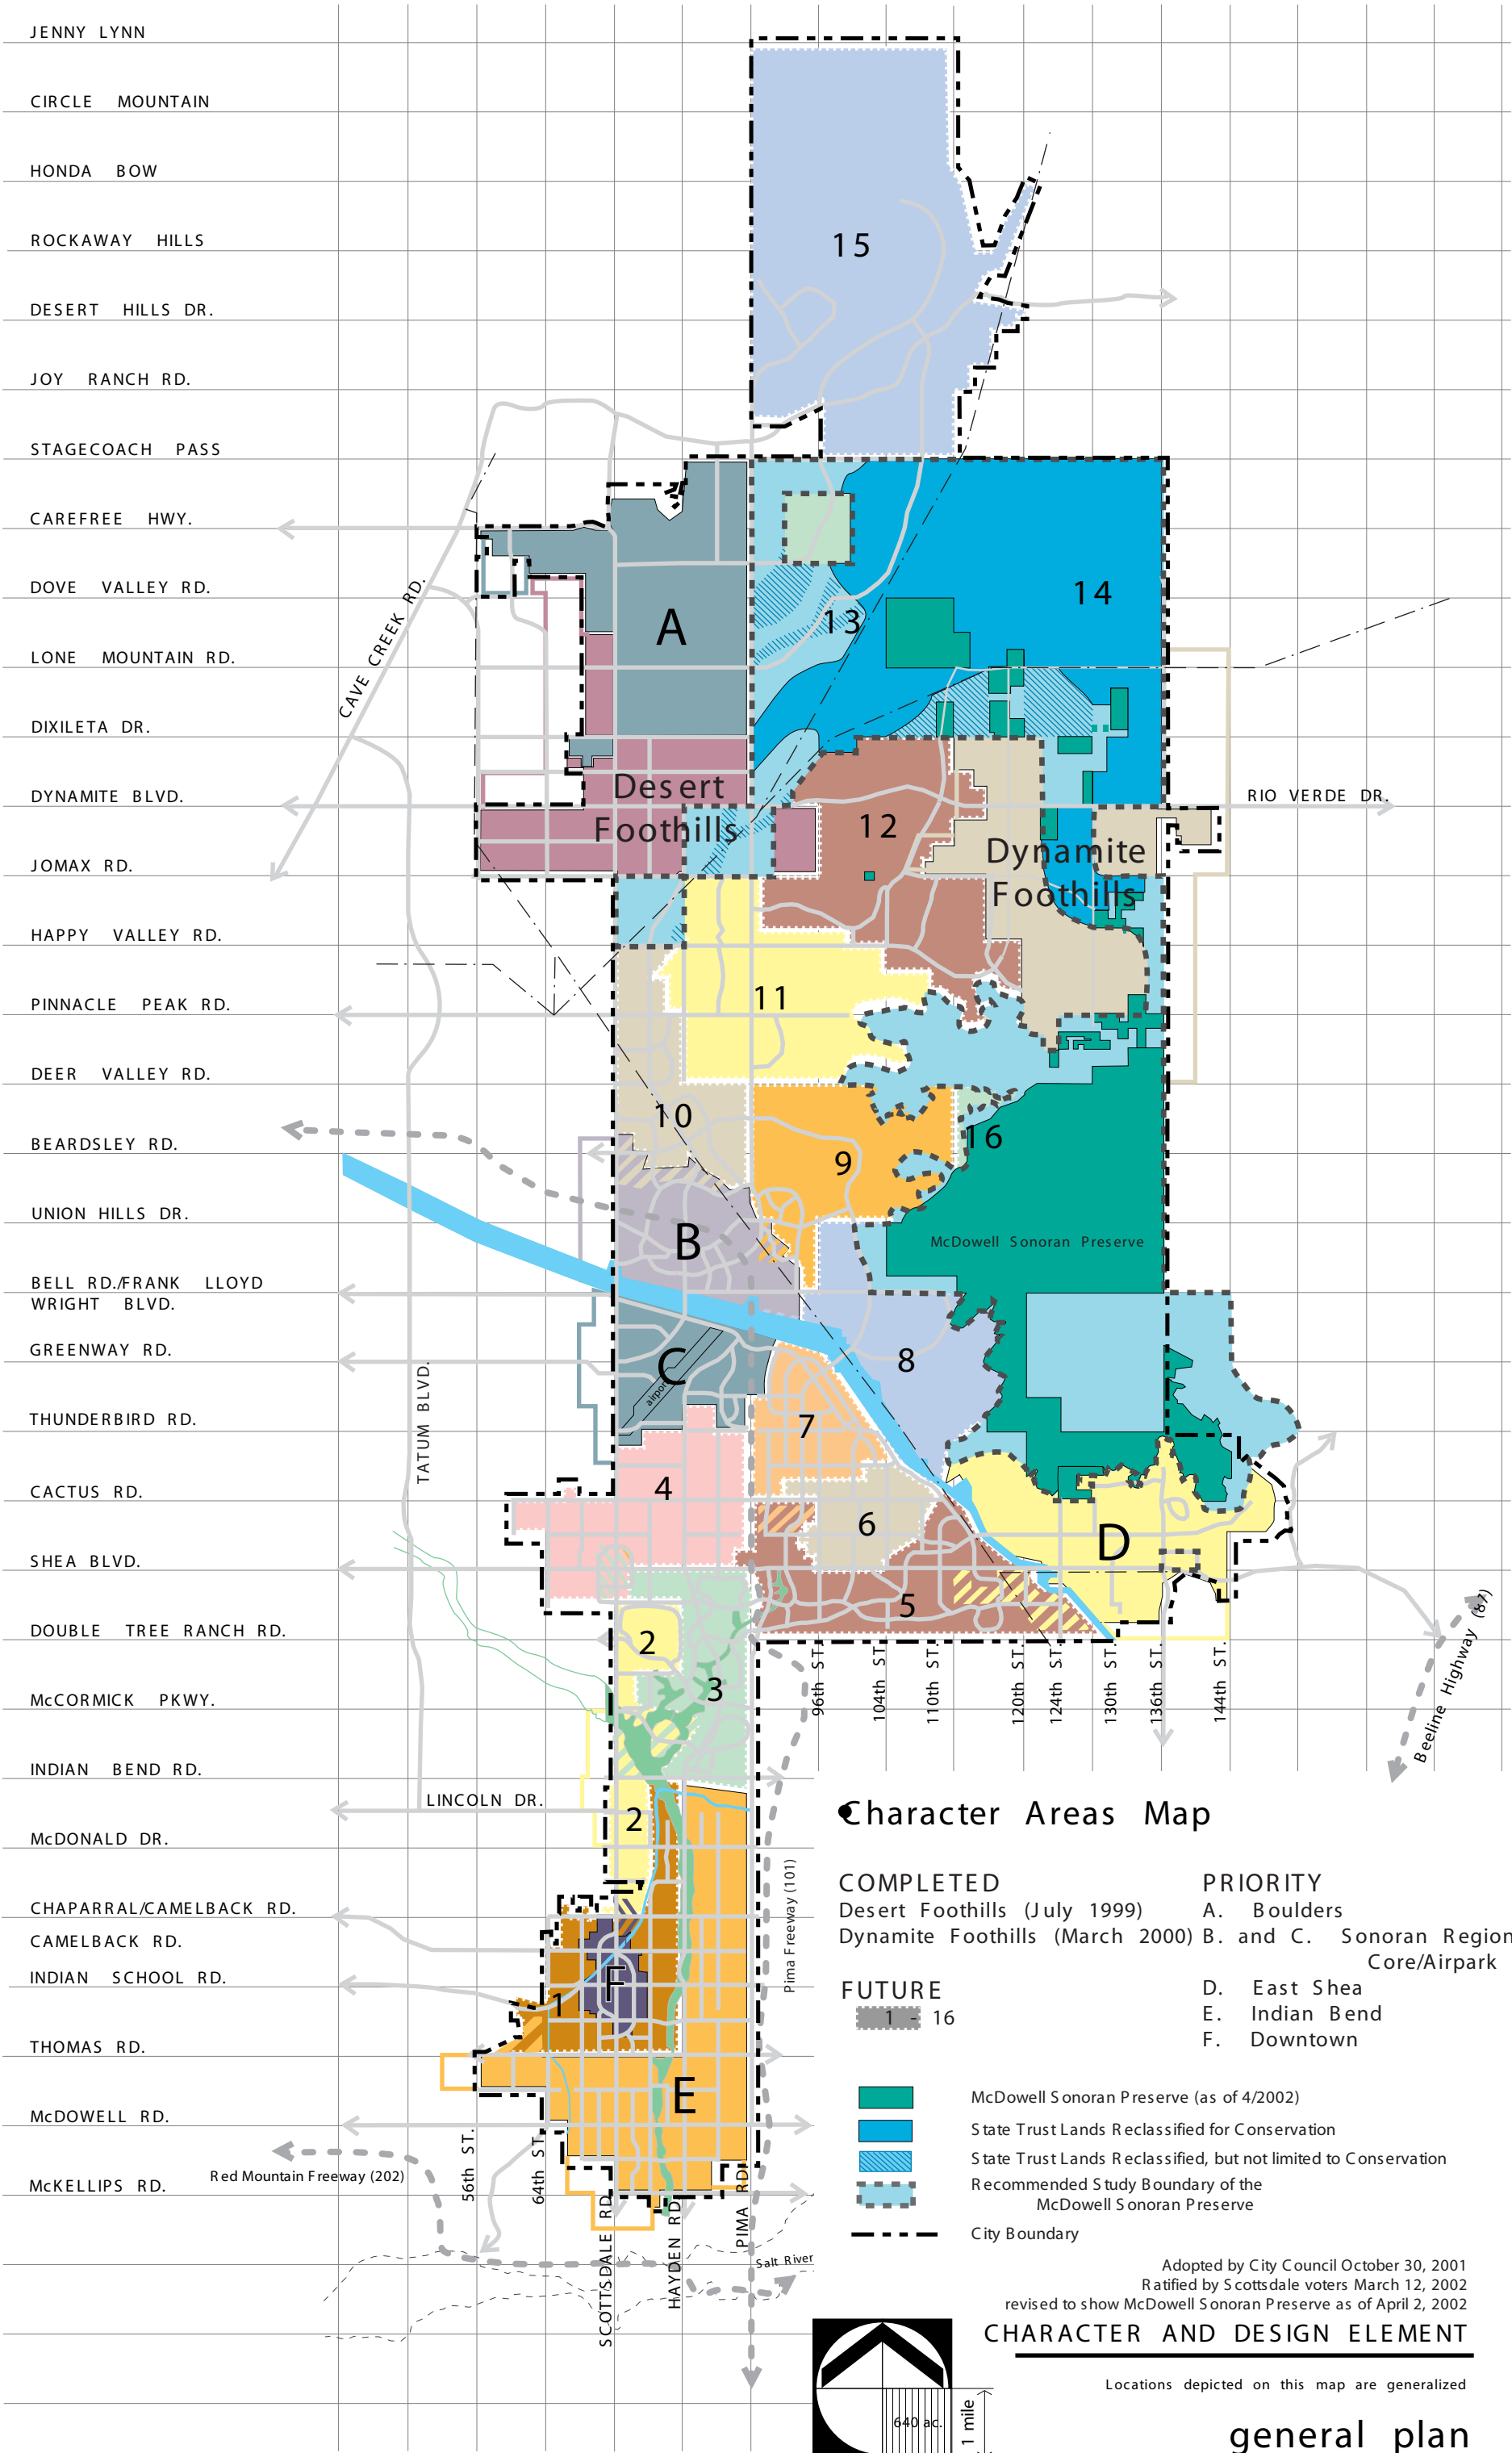 JENNY LYNN
CIRCLE MOUNTAIN
HONDA BOW
ROCKAWAY HILLS
DESERT HILLS DR.
JOY RANCH RD.
STAGECOACH PASS
CAREFREE HWY.
DOVE VALLEY RD.
LONE MOUNTAIN RD.
DIXILETA DR.
DYNAMITE BLVD.
JOMAX RD.
HAPPY VALLEY RD.
PINNACLE PEAK RD.
DEER VALLEY RD.
BEARDSLEY RD.
UNION HILLS DR.
BELL RD./FRANK LLOYD
WRIGHT BLVD.
GREENWAY RD.
THUNDERBIRD RD.
CACTUS RD.
SHEA BLVD.
DOUBLE TREE RANCH RD.
McCORMICK PKWY.
INDIAN BEND RD.
LINCOLN DR.
McDONALD DR.
CHAPARRAL/CAMELBACK RD.
CAMELBACK RD.
INDIAN SCHOOL RD.
THOMAS RD.
McDOWELL RD.
McKELLIPS RD.
Red Mountain Freeway (202)
CAVE CREEK RD.
TATUM BLVD.
RIO VERDE DR.
15
14
13
A
Desert
Foothills
12
Dynamite
Foothills
11
10
16
9
McDowell Sonoran Preserve
B
8
C
airport
7
4
6
D
5
2
3
2
F
1
E
96th ST.
104th ST.
110th ST.
120th ST.
124th ST.
130th ST.
136th ST.
144th ST.
Beeline Highway (87)
Pima Freeway (101)
56th ST.
64th ST.
SCOTTSDALE RD.
HAYDEN RD.
PIMA RD.
Salt River
Character Areas Map
COMPLETED
Desert Foothills (July 1999)
Dynamite Foothills (March 2000)
FUTURE
1 - 16
PRIORITY
A. Boulders
B. and C. Sonoran Region
Core/Airpark
D. East Shea
E. Indian Bend
F. Downtown
McDowell Sonoran Preserve (as of 4/2002)
State Trust Lands Reclassified for Conservation
State Trust Lands Reclassified, but not limited to Conservation
Recommended Study Boundary of the
McDowell Sonoran Preserve
City Boundary
Adopted by City Council October 30, 2001
Ratified by Scottsdale voters March 12, 2002
revised to show McDowell Sonoran Preserve as of April 2, 2002
CHARACTER AND DESIGN ELEMENT
Locations depicted on this map are generalized
640 ac.
1 mile
general plan